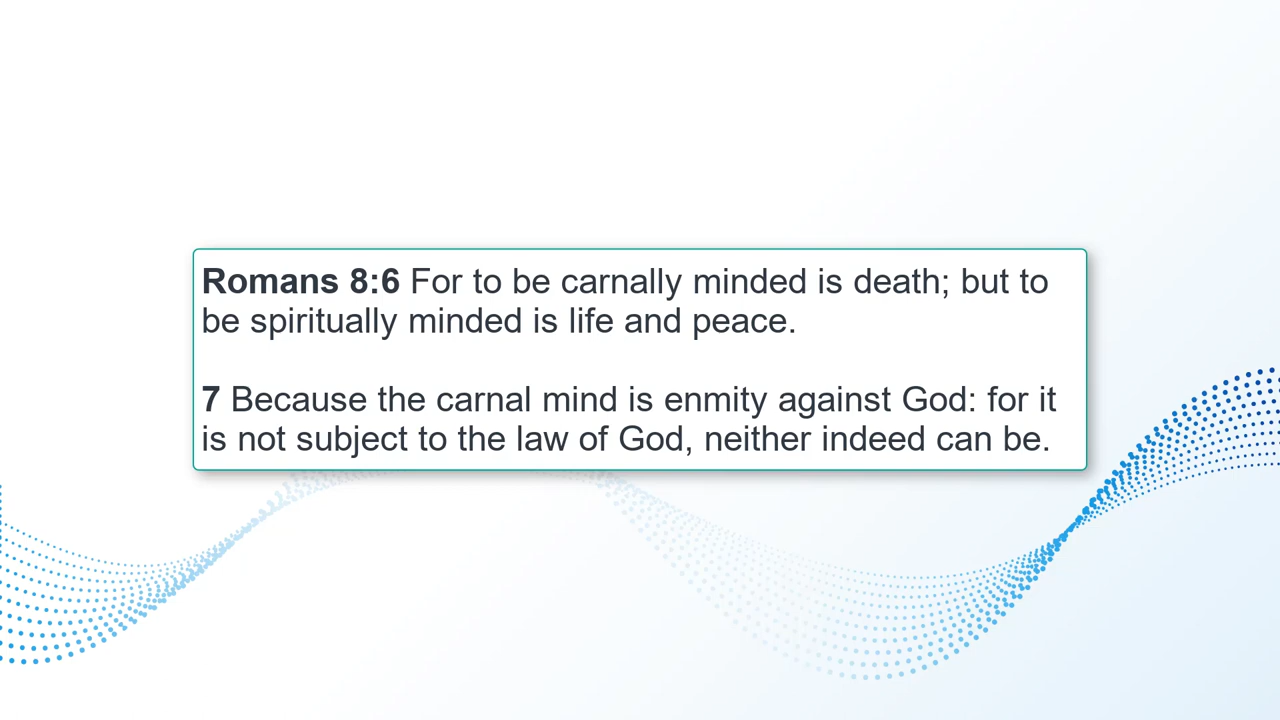 Romans 8:6 For to be carnally minded is death; but to
be spiritually minded is life and peace.
7 Because the carnal mind is enmity against God: for it
is not subject to the law of God, neither indeed can be.